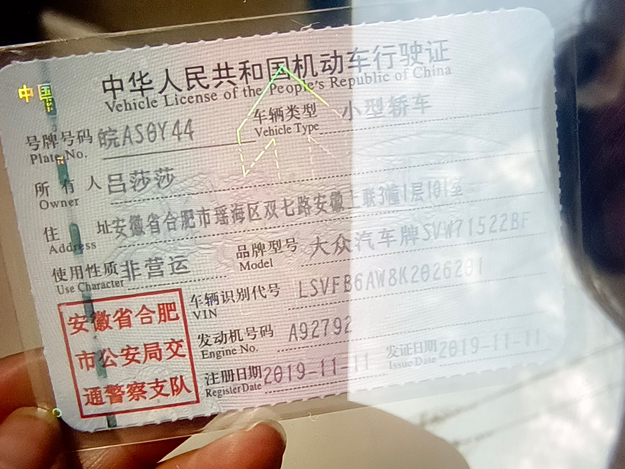 中国
中华人民共和国机动车行驶证
Vehicle License of the People's Republic of China
号牌号码 皖AS0Y44 车辆类型 小型轿车
Plate No. Vehicle Type
所有人 吕莎莎
Owner
住址 安徽省合肥市瑶海区双七路安徽上联3幢1层101室
Address
使用性质 非营运 品牌型号 大众汽车牌SVW71522BF
Use Character Model
安徽省合肥 车辆识别代号 LSVFB6AW8K2026201
VIN
市公安局交 发动机号码 A92792
Engine No.
通警察支队 注册日期 2019-11-11 发证日期 2019-11-11
Register Date Issue Date